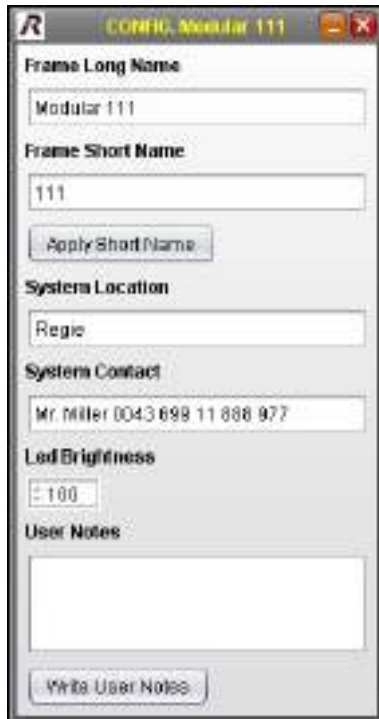 R CONFIG, Modular 111
Frame Long Name
Modular 111
Frame Short Name
111
Apply Short Name
System Location
Regie
System Contact
Mr. Miller 0043 699 11 888 977
Led Brightness
100
User Notes
Write User Notes